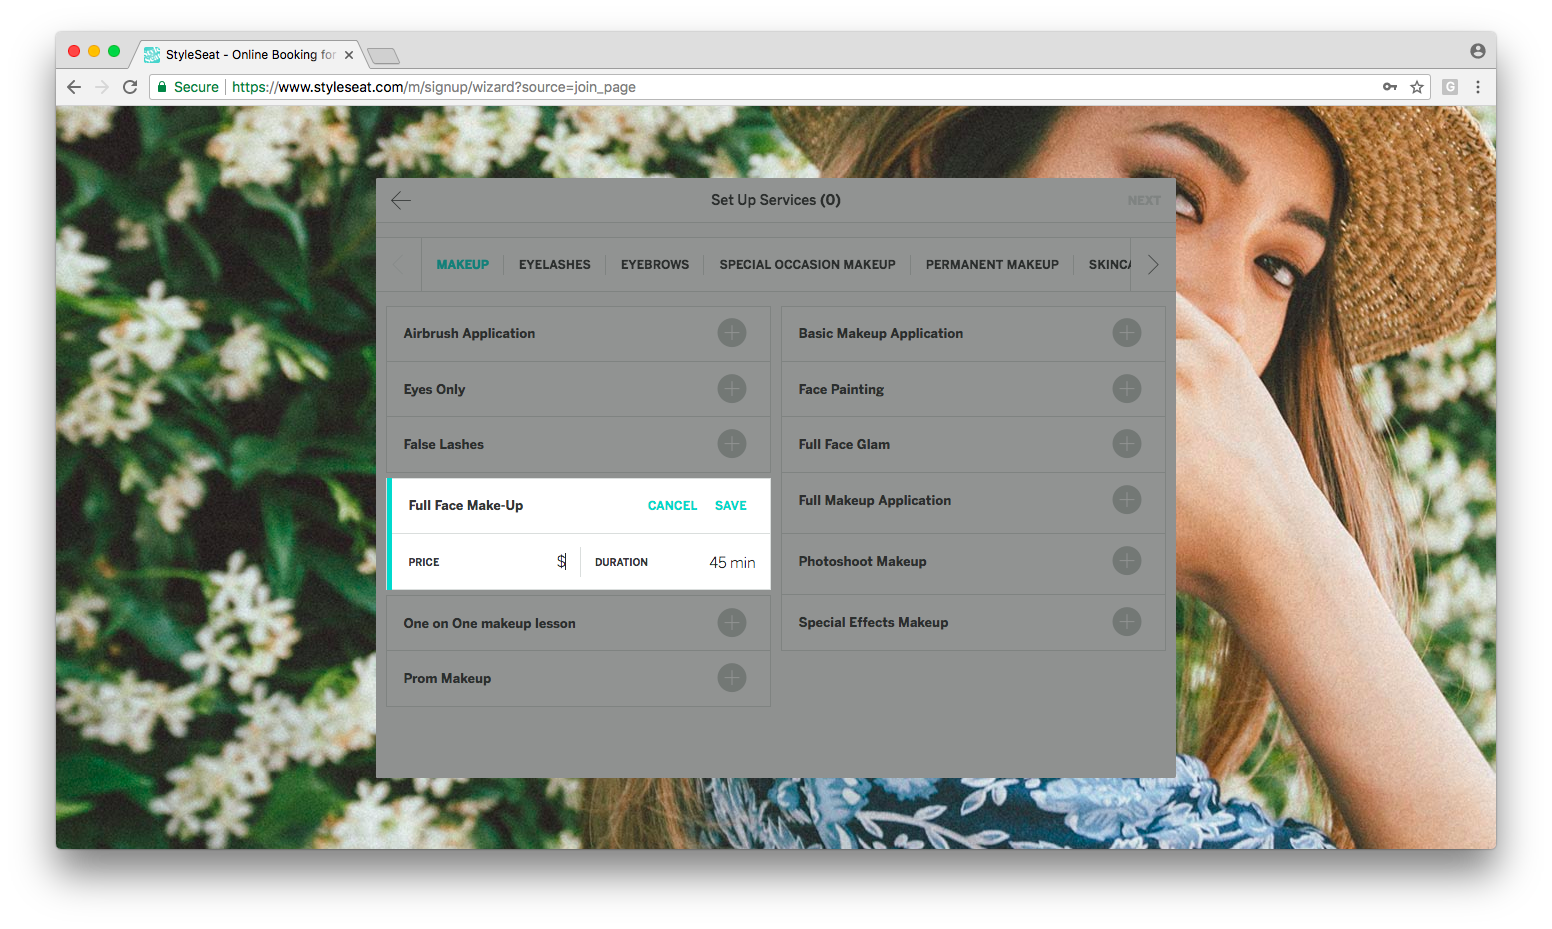 StyleSeat - Online Booking for
Secure https://www.styleseat.com/m/signup/wizard?source=join_page
G
Set Up Services (0)
NEXT
MAKEUP EYELASHES EYEBROWS SPECIAL OCCASION MAKEUP PERMANENT MAKEUP SKINCA
Airbrush Application
Basic Makeup Application
Eyes Only
Face Painting
False Lashes
Full Face Glam
Full Face Make-Up CANCEL SAVE
Full Makeup Application
PRICE $ DURATION 45 min
Photoshoot Makeup
One on One makeup lesson
Special Effects Makeup
Prom Makeup